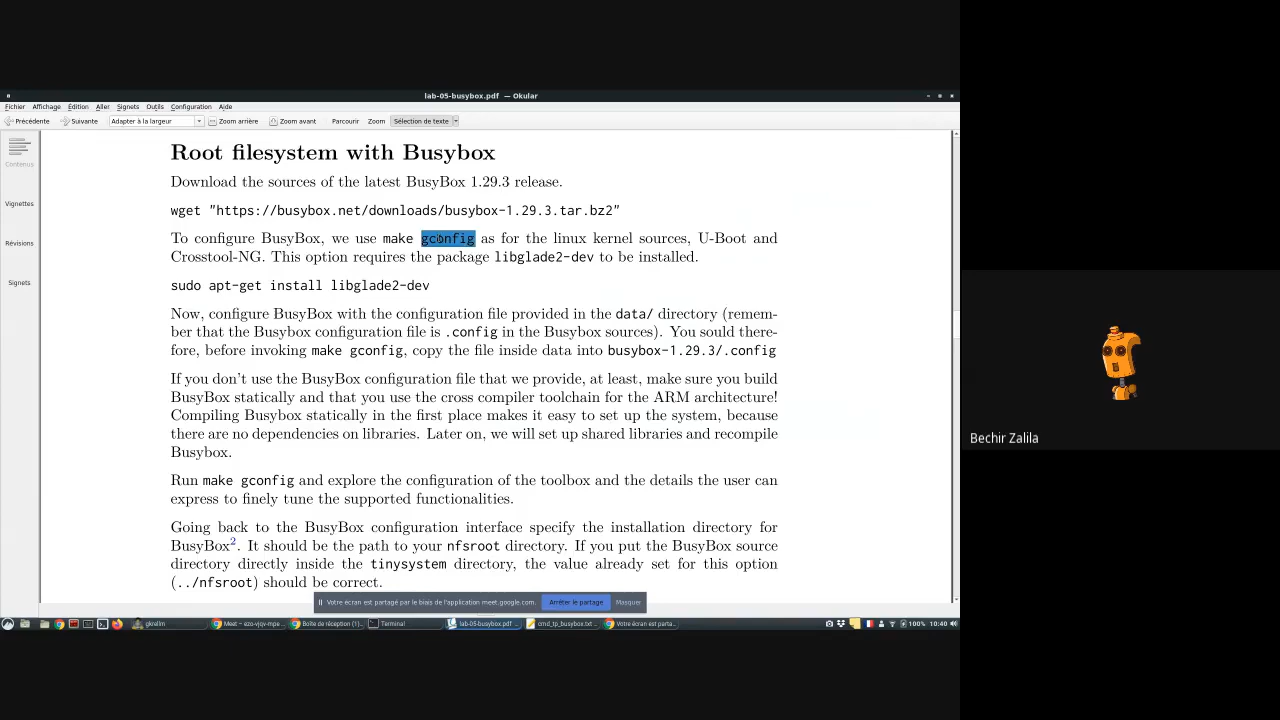 lab-05-busybox.pdf — Okular
Fichier Affichage Édition Aller Signets Outils Configuration Aide
Précédente Suivante Adapter à la largeur Zoom arrière Zoom avant Parcourir Zoom Sélection de texte
Contenus
Vignettes
Révisions
Signets
Root filesystem with Busybox
Download the sources of the latest BusyBox 1.29.3 release.
wget "https://busybox.net/downloads/busybox-1.29.3.tar.bz2"
To configure BusyBox, we use make gconfig as for the linux kernel sources, U-Boot and
Crosstool-NG. This option requires the package libglade2-dev to be installed.
sudo apt-get install libglade2-dev
Now, configure BusyBox with the configuration file provided in the data/ directory (remem-
ber that the Busybox configuration file is .config in the Busybox sources). You sould there-
fore, before invoking make gconfig, copy the file inside data into busybox-1.29.3/.config
If you don't use the BusyBox configuration file that we provide, at least, make sure you build
BusyBox statically and that you use the cross compiler toolchain for the ARM architecture!
Compiling Busybox statically in the first place makes it easy to set up the system, because
there are no dependencies on libraries. Later on, we will set up shared libraries and recompile
Busybox.
Run make gconfig and explore the configuration of the toolbox and the details the user can
express to finely tune the supported functionalities.
Going back to the BusyBox configuration interface specify the installation directory for
BusyBox2. It should be the path to your nfsroot directory. If you put the BusyBox source
directory directly inside the tinysystem directory, the value already set for this option
(../nfsroot) should be correct.
Votre écran est partagé par le biais de l'application meet.google.com. Arrêter le partage Masquer
gkrellm Meet – ezo-vjqv-mpe ... Boîte de réception (1)... Terminal lab-05-busybox.pdf ... cmd_tp_busybox.txt ... Votre écran est parta... 100% 10:40
Bechir Zalila